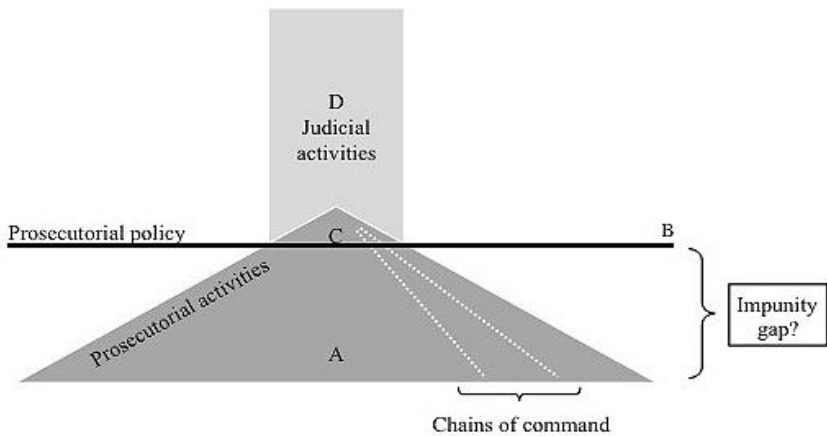 D
Judicial
activities
Prosecutorial policy
C
B
Prosecutorial activities
Impunity
gap?
A
Chains of command